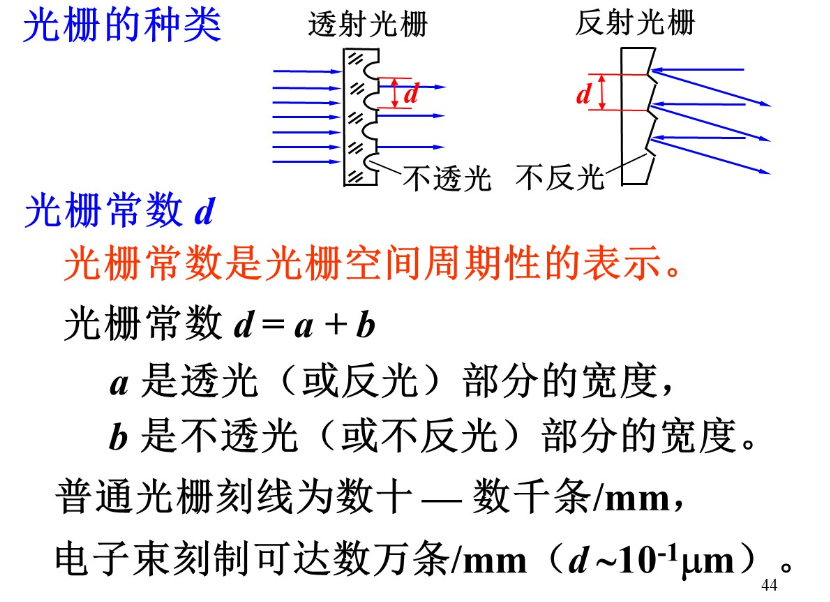 光栅的种类
透射光栅
反射光栅
d
d
不透光
不反光
光栅常数 d
光栅常数是光栅空间周期性的表示。
光栅常数 d = a + b
a 是透光（或反光）部分的宽度，
b 是不透光（或不反光）部分的宽度。
普通光栅刻线为数十 — 数千条/mm，
电子束刻制可达数万条/mm（d ~10⁻¹μm）。
44